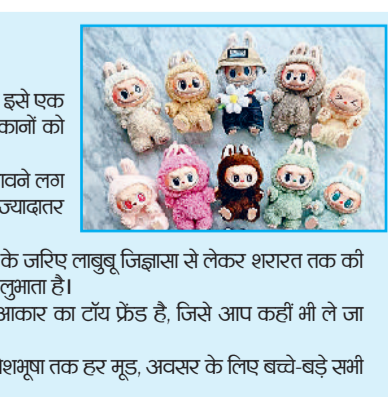 इसे एक
कानों को
ावने लग
ज्यादातर
के जरिए लाबुबू जिज्ञासा से लेकर शरारत तक की
लुभाता है।
आकार का टॉय फ्रेंड है, जिसे आप कहीं भी ले जा
शभूषा तक हर मूड, अवसर के लिए बच्चे-बड़े सभी